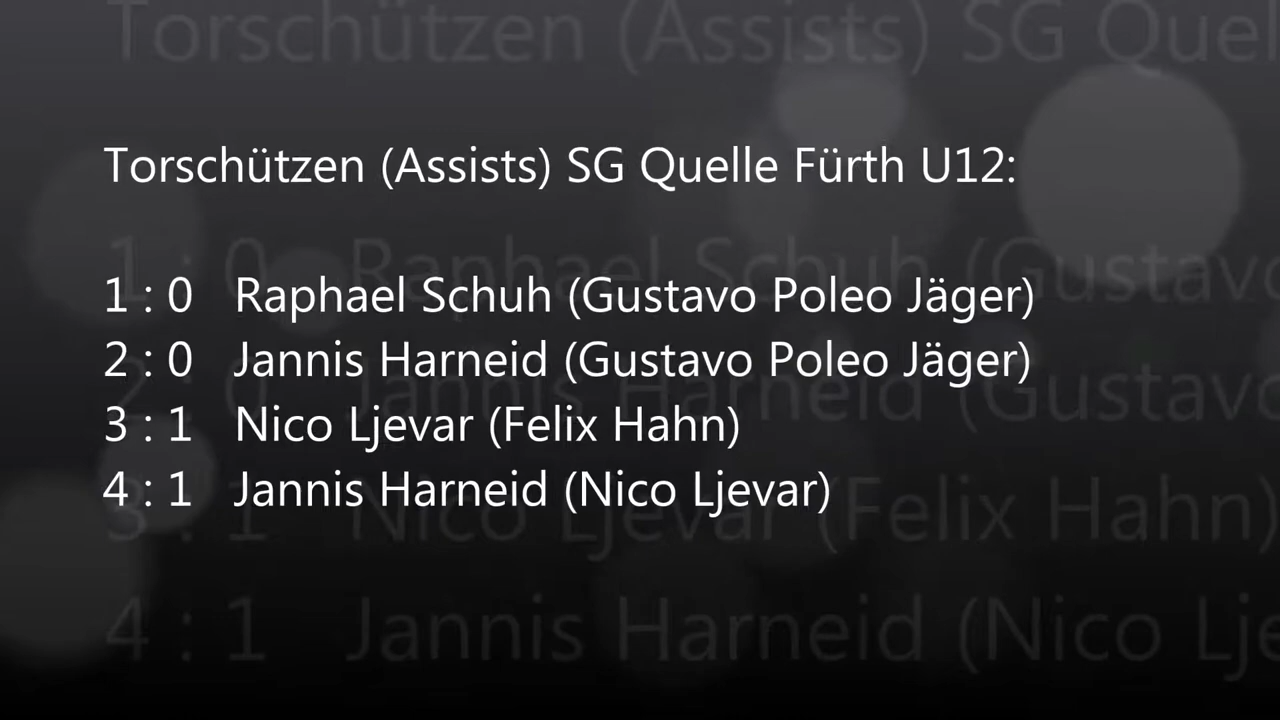 Torschützen (Assists) SG Quelle Fürth U12:
1 : 0 Raphael Schuh (Gustavo Poleo Jäger)
2 : 0 Jannis Harneid (Gustavo Poleo Jäger)
3 : 1 Nico Ljevar (Felix Hahn)
4 : 1 Jannis Harneid (Nico Ljevar)